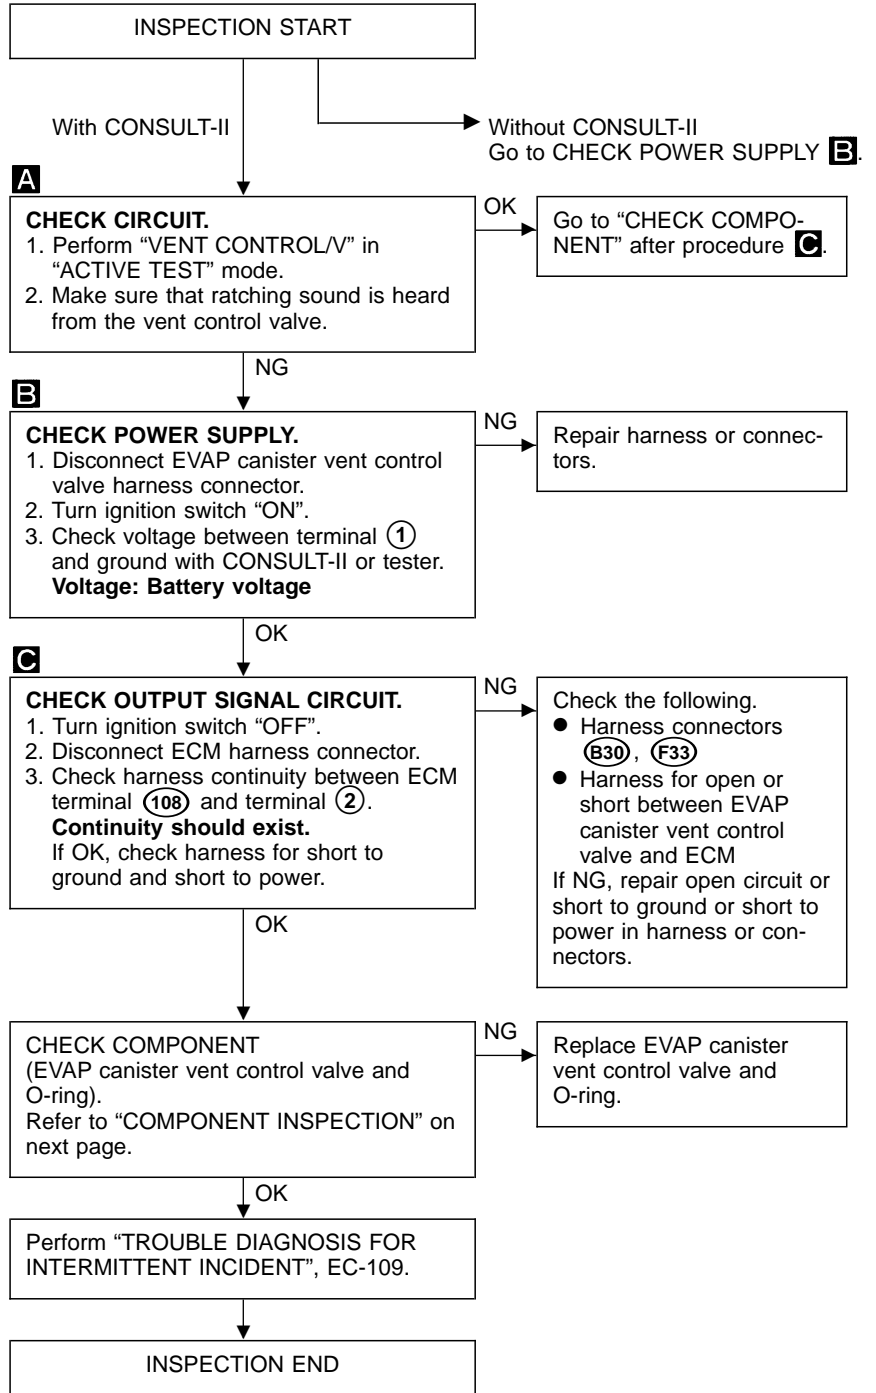 INSPECTION START
With CONSULT-II
Without CONSULT-II
Go to CHECK POWER SUPPLY B.
A
CHECK CIRCUIT.
1. Perform “VENT CONTROL/V” in
“ACTIVE TEST” mode.
2. Make sure that ratching sound is heard
from the vent control valve.
OK
Go to “CHECK COMPO-
NENT” after procedure C.
NG
B
CHECK POWER SUPPLY.
1. Disconnect EVAP canister vent control
valve harness connector.
2. Turn ignition switch “ON”.
3. Check voltage between terminal 1
and ground with CONSULT-II or tester.
Voltage: Battery voltage
NG
Repair harness or connec-
tors.
OK
C
CHECK OUTPUT SIGNAL CIRCUIT.
1. Turn ignition switch “OFF”.
2. Disconnect ECM harness connector.
3. Check harness continuity between ECM
terminal 108 and terminal 2.
Continuity should exist.
If OK, check harness for short to
ground and short to power.
NG
Check the following.
● Harness connectors
B30, F33
● Harness for open or
short between EVAP
canister vent control
valve and ECM
If NG, repair open circuit or
short to ground or short to
power in harness or con-
nectors.
OK
CHECK COMPONENT
(EVAP canister vent control valve and
O-ring).
Refer to “COMPONENT INSPECTION” on
next page.
NG
Replace EVAP canister
vent control valve and
O-ring.
OK
Perform “TROUBLE DIAGNOSIS FOR
INTERMITTENT INCIDENT”, EC-109.
INSPECTION END